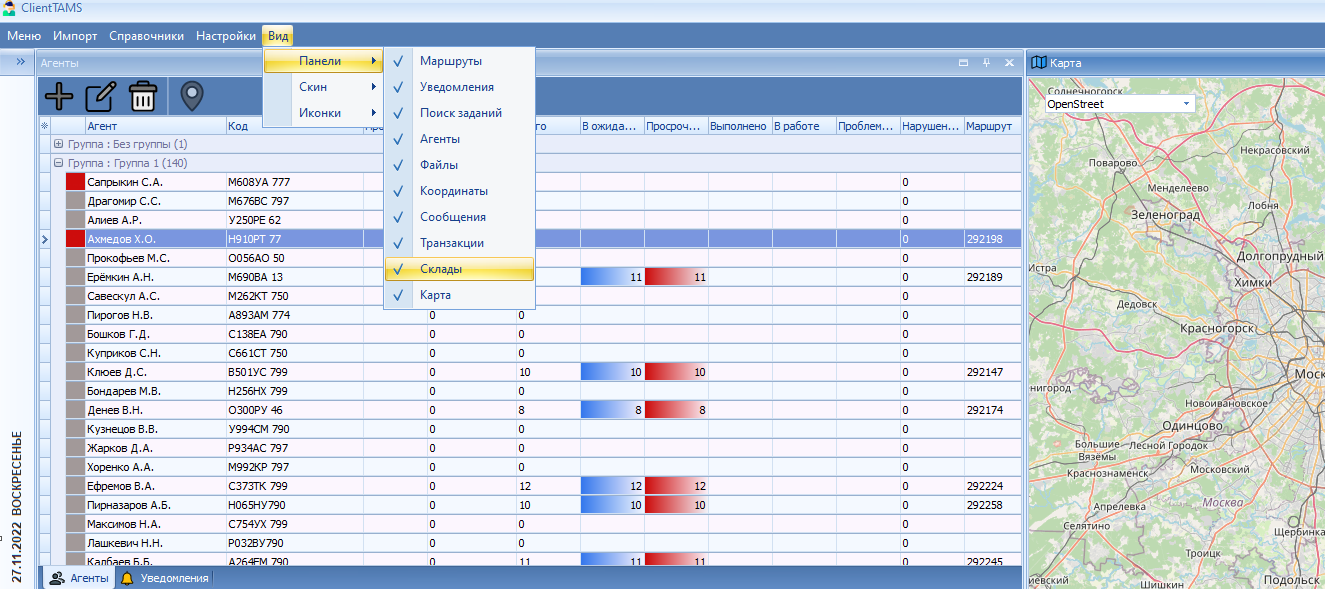 ClientTAMS
Меню Импорт Справочники Настройки Вид
Агенты
Панели
Скин
Иконки
Маршруты
Уведомления
Поиск заданий
Агенты
Файлы
Координаты
Сообщения
Транзакции
Склады
Карта
Агент Код В ожида... Просроч... Выполнено В работе Проблем... Нарушен... Маршрут
Группа : Без группы (1)
Группа : Группа 1 (140)
Сапрыкин С.А. М608УА 777 0
Драгомир С.С. М676ВС 797 0
Алиев А.Р. У250РЕ 62 0
Ахмедов Х.О. Н910РТ 77 0 292198
Прокофьев М.С. О056АО 50 0
Ерёмкин А.Н. М690ВА 13 11 11 0 292189
Савескул А.С. М262КТ 750 0
Пирогов Н.В. А893АМ 774 0 0 0
Бошков Г.Д. С138ЕА 790 0 0 0
Куприков С.Н. С661СТ 750 0 0 0
Клюев Д.С. В501УС 799 0 10 10 10 0 292147
Бондарев М.В. Н256НХ 799 0 0 0
Денев В.Н. О300РУ 46 0 8 8 8 0 292174
Кузнецов В.В. У994СМ 790 0 0 0
Жарков Д.А. Р934АС 797 0 0 0
Хоренко А.А. М992КР 797 0 0 0
Ефремов В.А. С373ТК 799 0 12 12 12 0 292224
Пирназаров А.Б. Н065НУ790 0 10 10 10 0 292258
Максимов Н.А. С754УХ 799 0 0 0
Лашкевич Н.Н. Р032ВУ790 0 0 0
Калбаев Б.Б. А264ЕМ 790 0 11 11 11 0 292245
27.11.2022 ВОСКРЕСЕНЬЕ
Агенты Уведомления
Карта
Солнечногорск
OpenStreet
Некрасовский
Поварово
Менделеево
Лобня
Зеленоград
Долгопрудный
Истра
Химки
Дедовск
Красногорск
Моск
нигород
Новоивановское
Одинцово
Большие Вяземы
Лесной Городок
Краснознаменск
Московский
Москва
Апрелевка
Селятино
Щербинка
Троицк
иевский
Шишкин
Подольск